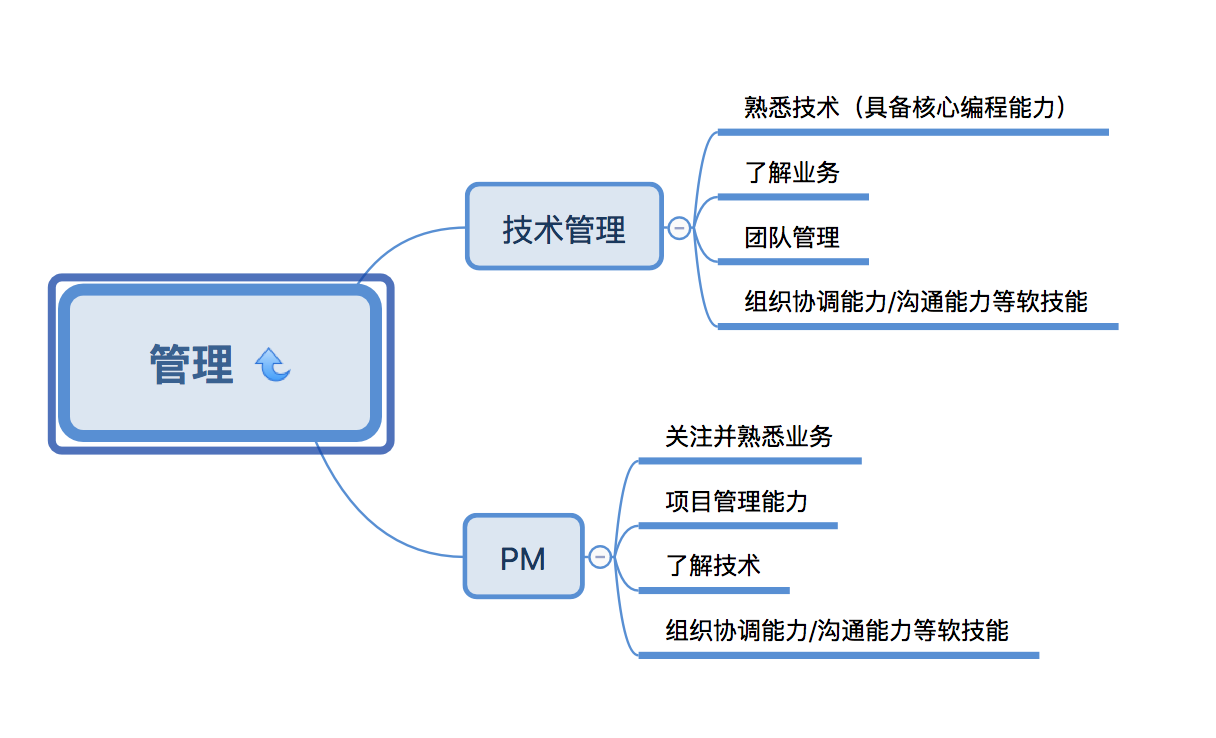 管理
技术管理
熟悉技术（具备核心编程能力）
了解业务
团队管理
组织协调能力/沟通能力等软技能
PM
关注并熟悉业务
项目管理能力
了解技术
组织协调能力/沟通能力等软技能